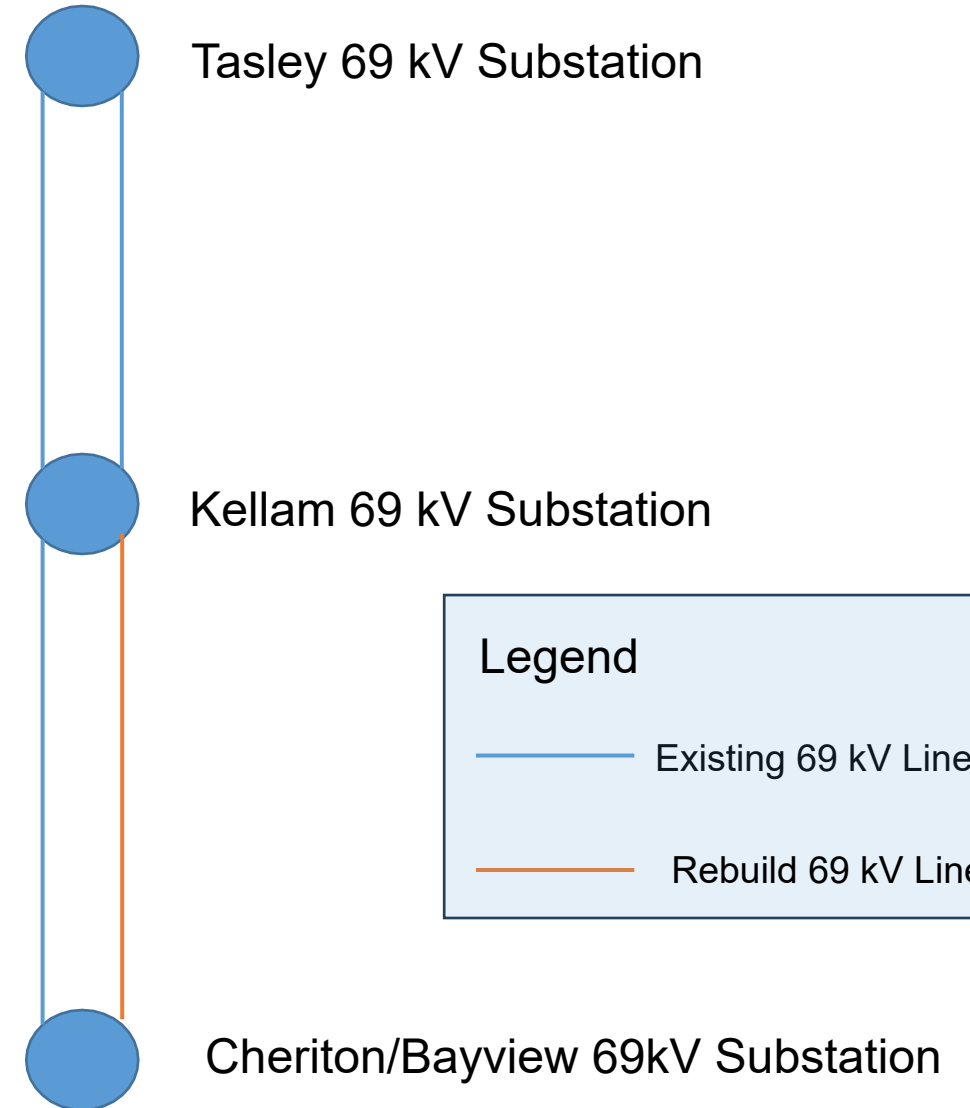 Tasley 69 kV Substation
Kellam 69 kV Substation
Legend
Existing 69 kV Line
Rebuild 69 kV Line
Cheriton/Bayview 69kV Substation